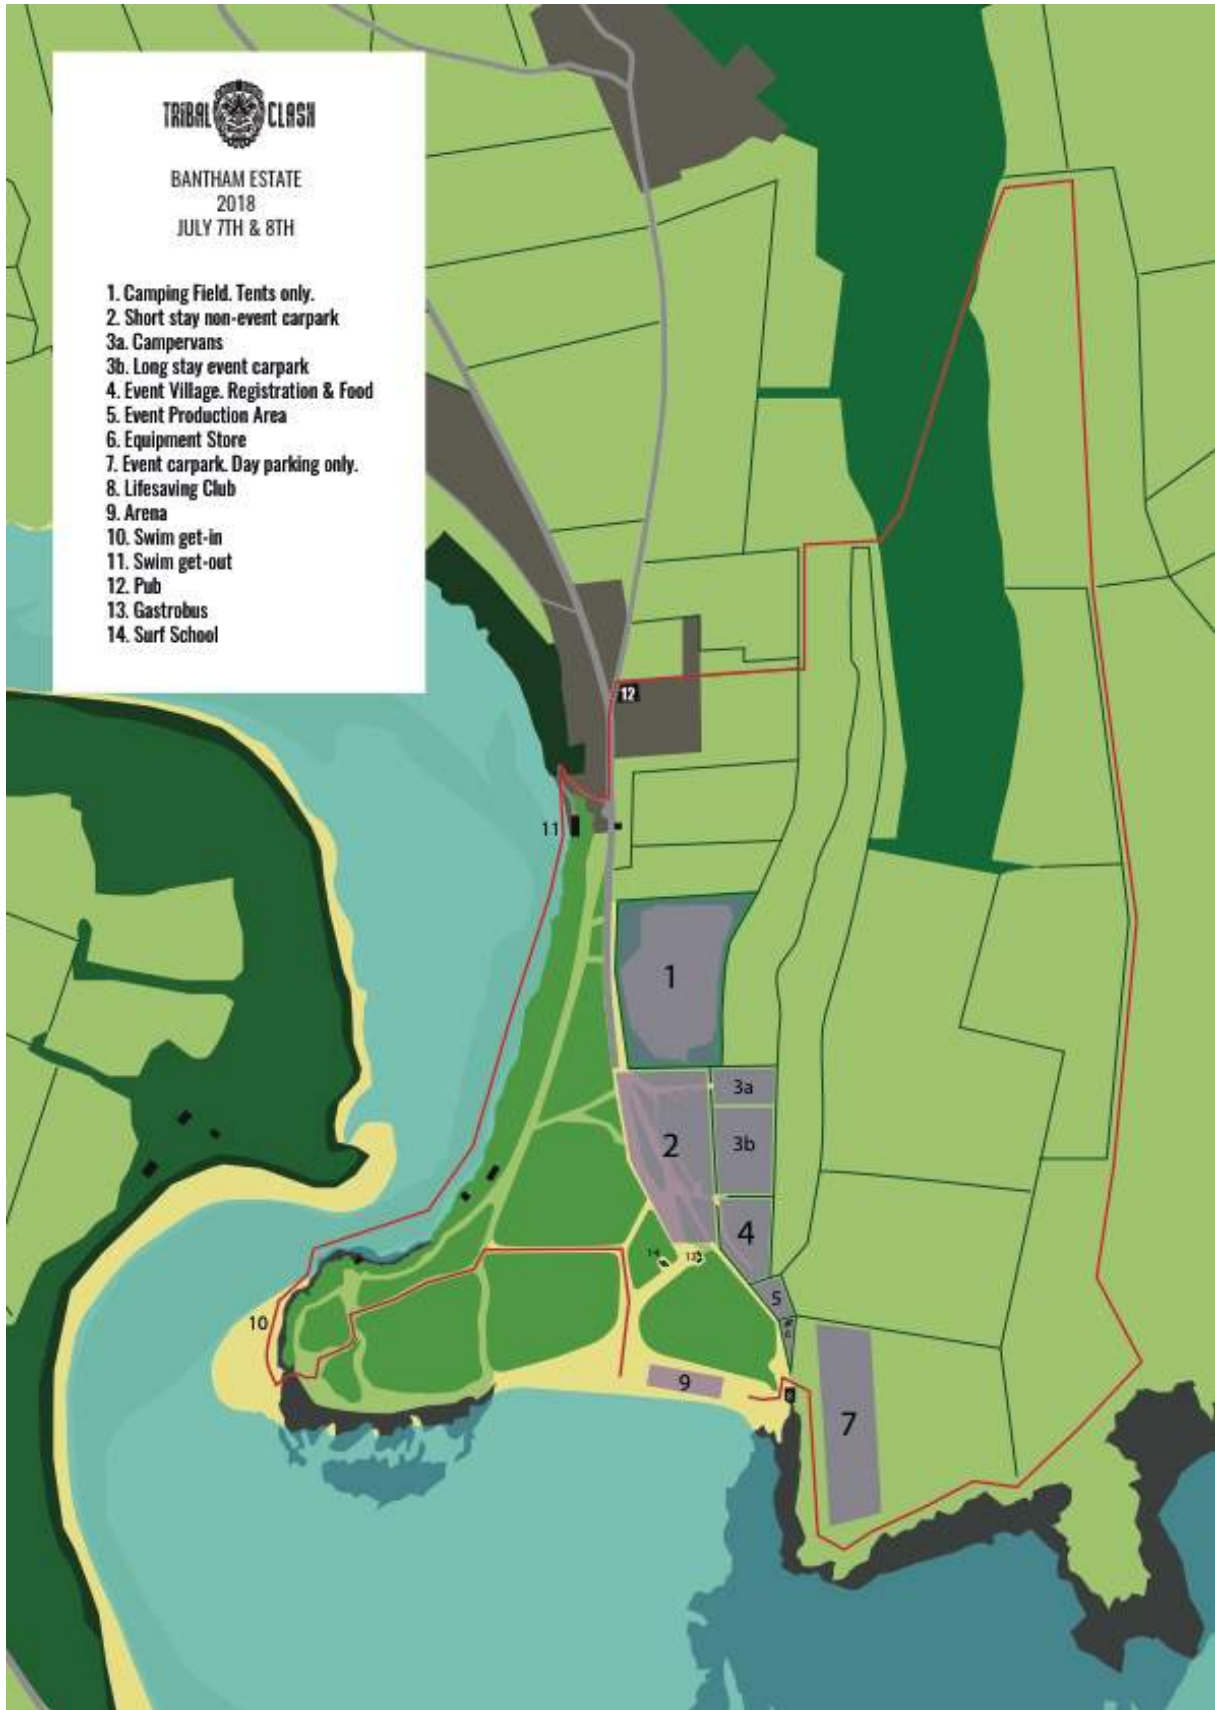 TRIBAL CLASH
BANTHAM ESTATE
2018
JULY 7TH & 8TH
1. Camping Field. Tents only.
2. Short stay non-event carpark
3a. Campervans
3b. Long stay event carpark
4. Event Village. Registration & Food
5. Event Production Area
6. Equipment Store
7. Event carpark. Day parking only.
8. Lifesaving Club
9. Arena
10. Swim get-in
11. Swim get-out
12. Pub
13. Gastrobus
14. Surf School
12
11
1
3a
2
3b
4
14
13
5
10
9
7